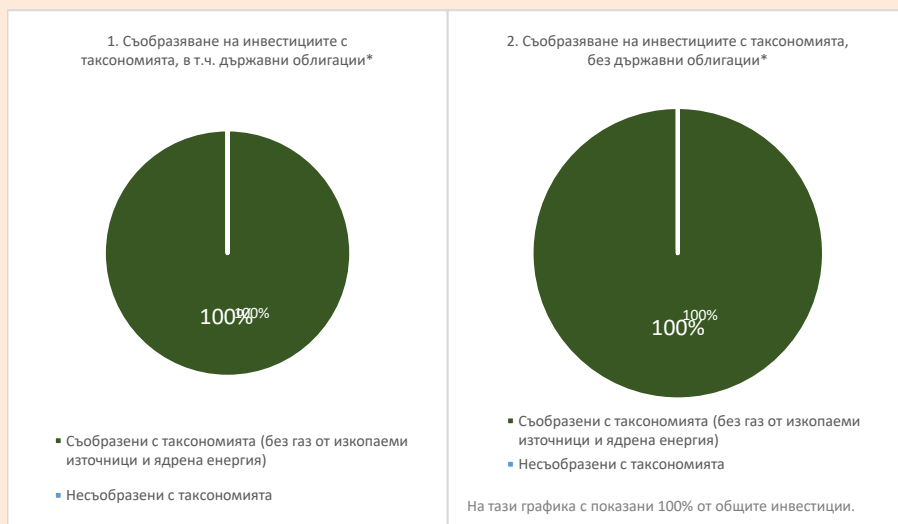 1. Съобразяване на инвестициите с
таксономията, в т.ч. държавни облигации*
100%
100%
Съобразени с таксономията (без газ от изкопаеми
източници и ядрена енергия)
Несъобразени с таксономията
2. Съобразяване на инвестициите с таксономията,
без държавни облигации*
100%
100%
Съобразени с таксономията (без газ от изкопаеми
източници и ядрена енергия)
Несъобразени с таксономията
На тази графика с показани 100% от общите инвестиции.